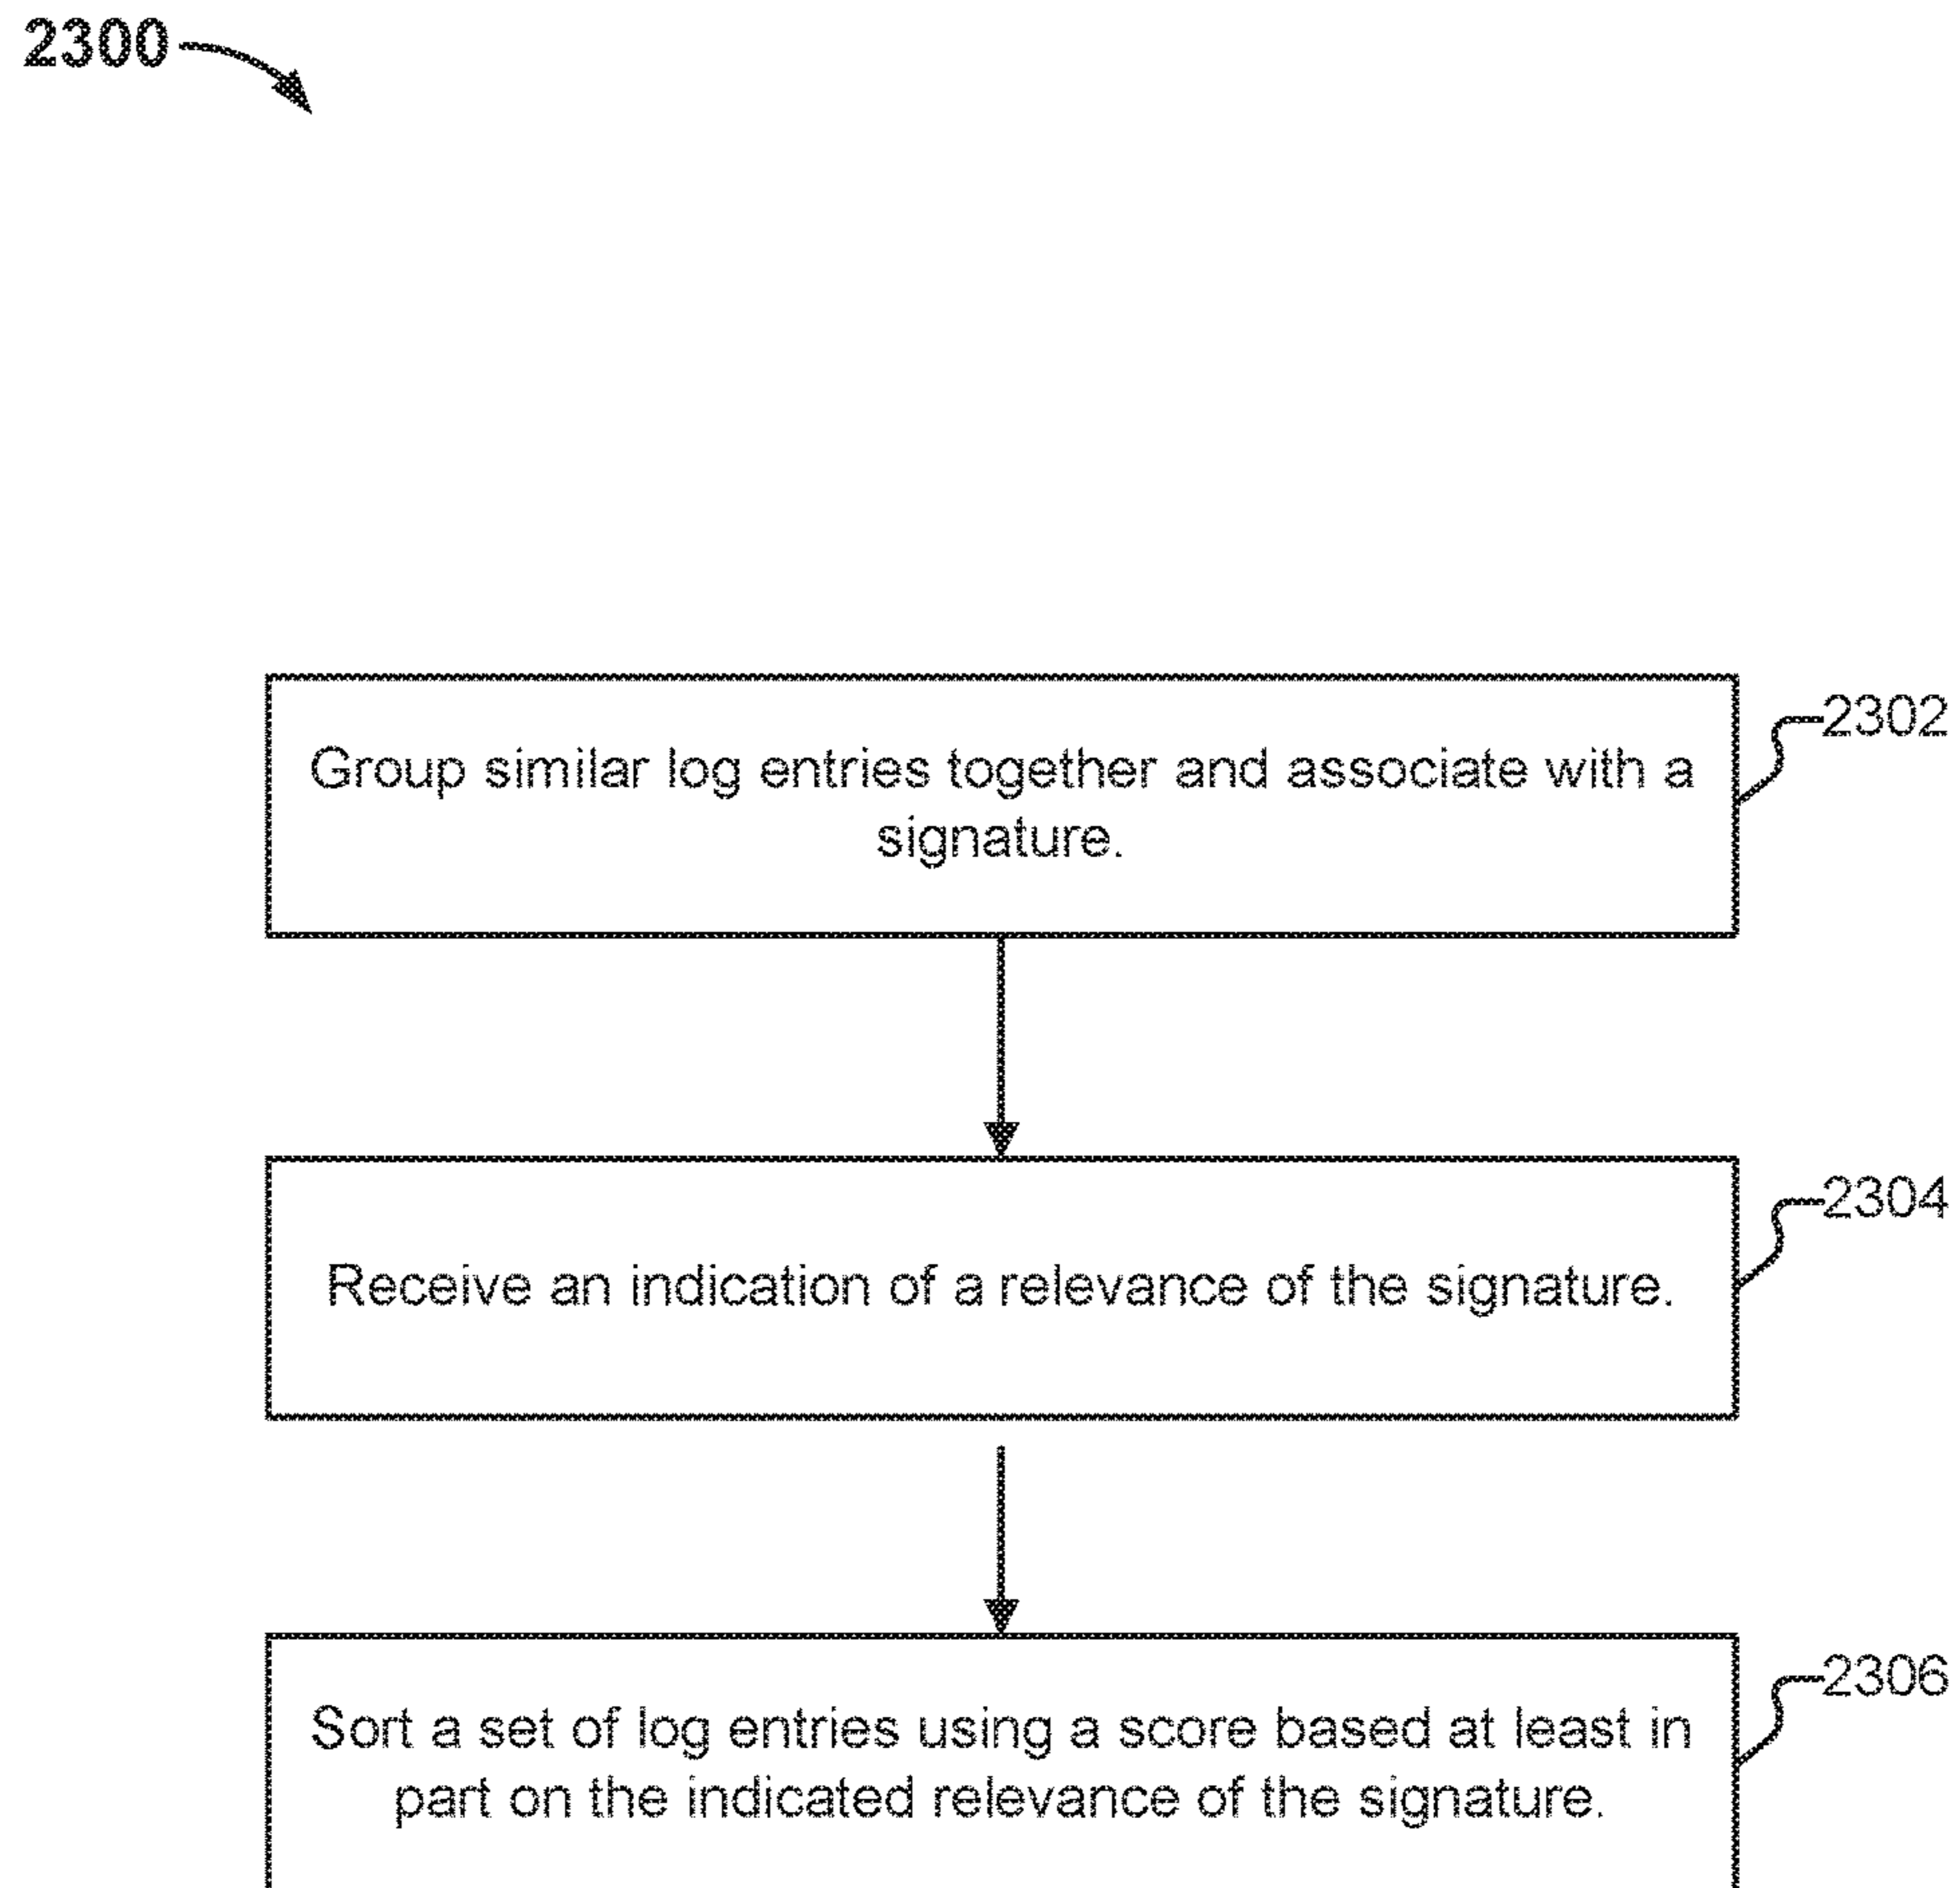 2300
2302
Group similar log entries together and associate with a
signature.
2304
Receive an indication of a relevance of the signature.
2306
Sort a set of log entries using a score based at least in
part on the indicated relevance of the signature.